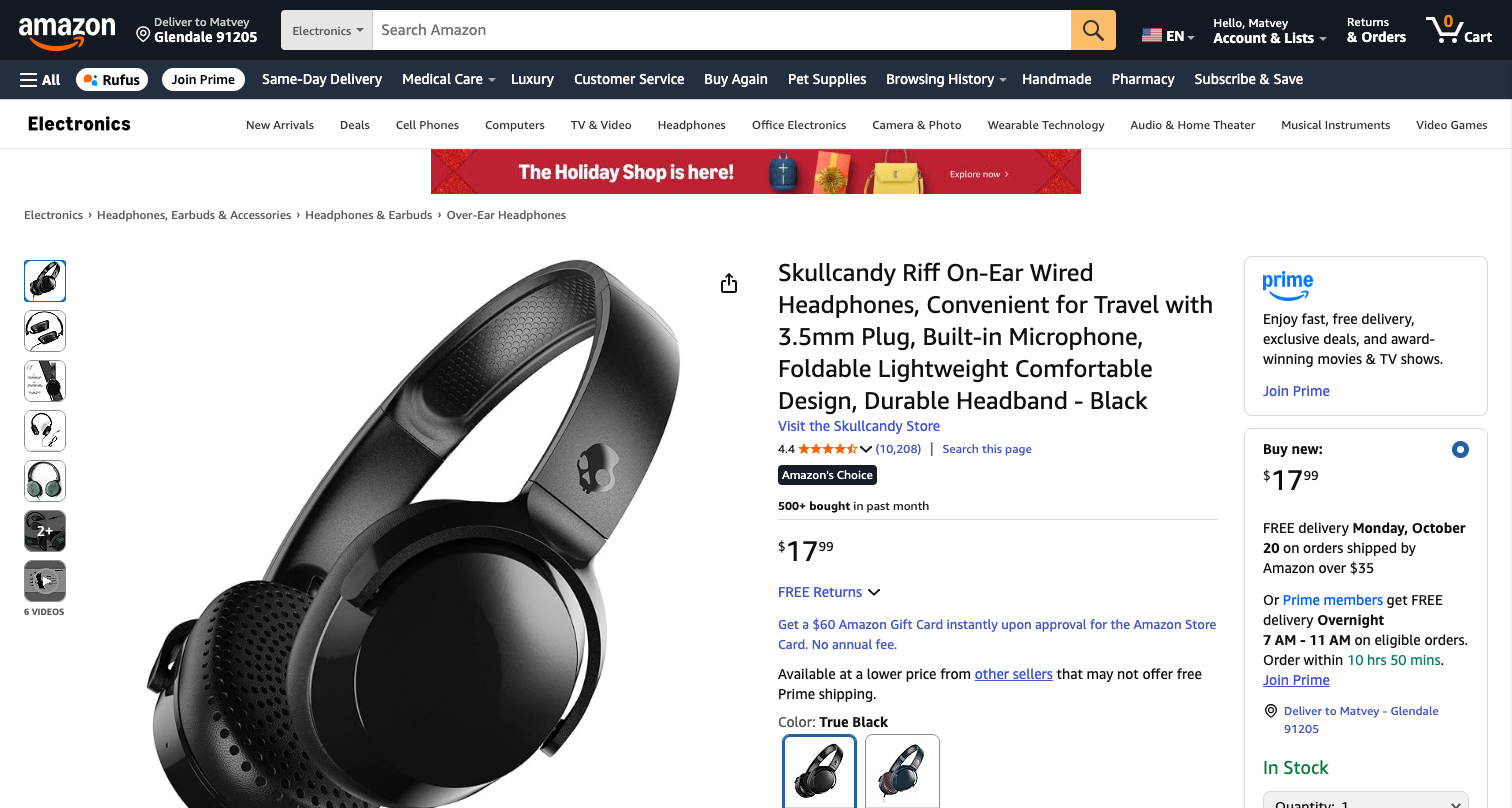 amazon
Deliver to Matvey
Glendale 91205
Electronics
Search Amazon
EN
Hello, Matvey
Account & Lists
Returns
& Orders
0
Cart
All
Rufus
Join Prime
Same-Day Delivery
Medical Care
Luxury
Customer Service
Buy Again
Pet Supplies
Browsing History
Handmade
Pharmacy
Subscribe & Save
Electronics
New Arrivals
Deals
Cell Phones
Computers
TV & Video
Headphones
Office Electronics
Camera & Photo
Wearable Technology
Audio & Home Theater
Musical Instruments
Video Games
The Holiday Shop is here!
Explore now ›
Electronics › Headphones, Earbuds & Accessories › Headphones & Earbuds › Over-Ear Headphones
2+
6 VIDEOS
Skullcandy Riff On-Ear Wired
Headphones, Convenient for Travel with
3.5mm Plug, Built-in Microphone,
Foldable Lightweight Comfortable
Design, Durable Headband - Black
Visit the Skullcandy Store
4.4 (10,208) | Search this page
Amazon's Choice
500+ bought in past month
$17 99
FREE Returns
Get a $60 Amazon Gift Card instantly upon approval for the Amazon Store
Card. No annual fee.
Available at a lower price from other sellers that may not offer free
Prime shipping.
Color: True Black
prime
Enjoy fast, free delivery,
exclusive deals, and award-
winning movies & TV shows.
Join Prime
Buy new:
$17 99
FREE delivery Monday, October
20 on orders shipped by
Amazon over $35
Or Prime members get FREE
delivery Overnight
7 AM - 11 AM on eligible orders.
Order within 10 hrs 50 mins.
Join Prime
Deliver to Matvey - Glendale
91205
In Stock
Quantity: 1